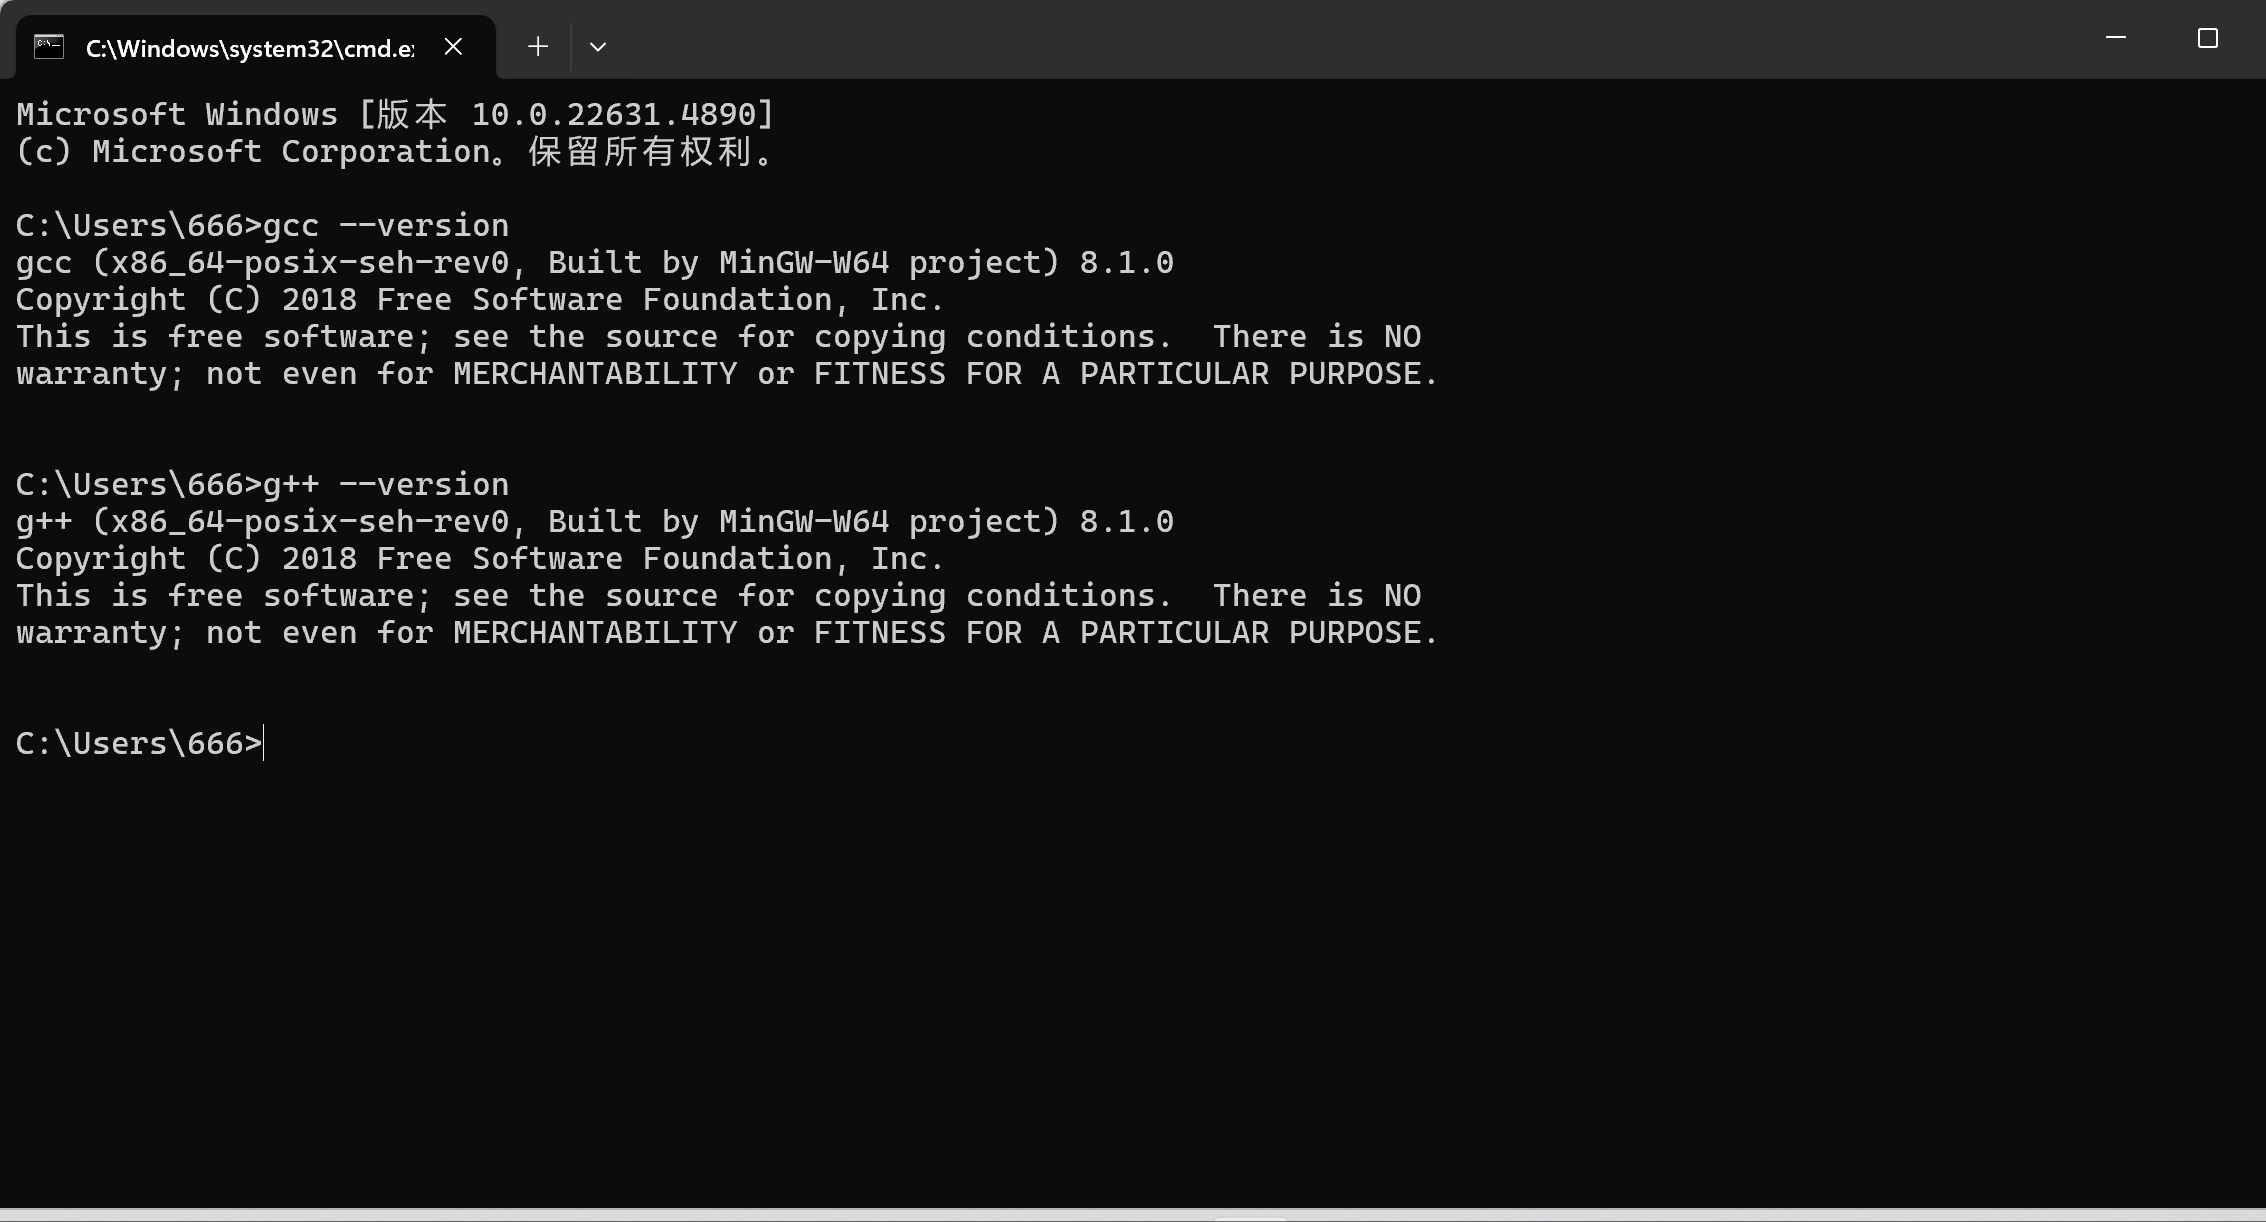 C:\Windows\system32\cmd.e
Microsoft Windows [版本 10.0.22631.4890]
(c) Microsoft Corporation。保留所有权利。
C:\Users\666>gcc --version
gcc (x86_64-posix-seh-rev0, Built by MinGW-W64 project) 8.1.0
Copyright (C) 2018 Free Software Foundation, Inc.
This is free software; see the source for copying conditions.  There is NO
warranty; not even for MERCHANTABILITY or FITNESS FOR A PARTICULAR PURPOSE.
C:\Users\666>g++ --version
g++ (x86_64-posix-seh-rev0, Built by MinGW-W64 project) 8.1.0
Copyright (C) 2018 Free Software Foundation, Inc.
This is free software; see the source for copying conditions.  There is NO
warranty; not even for MERCHANTABILITY or FITNESS FOR A PARTICULAR PURPOSE.
C:\Users\666>